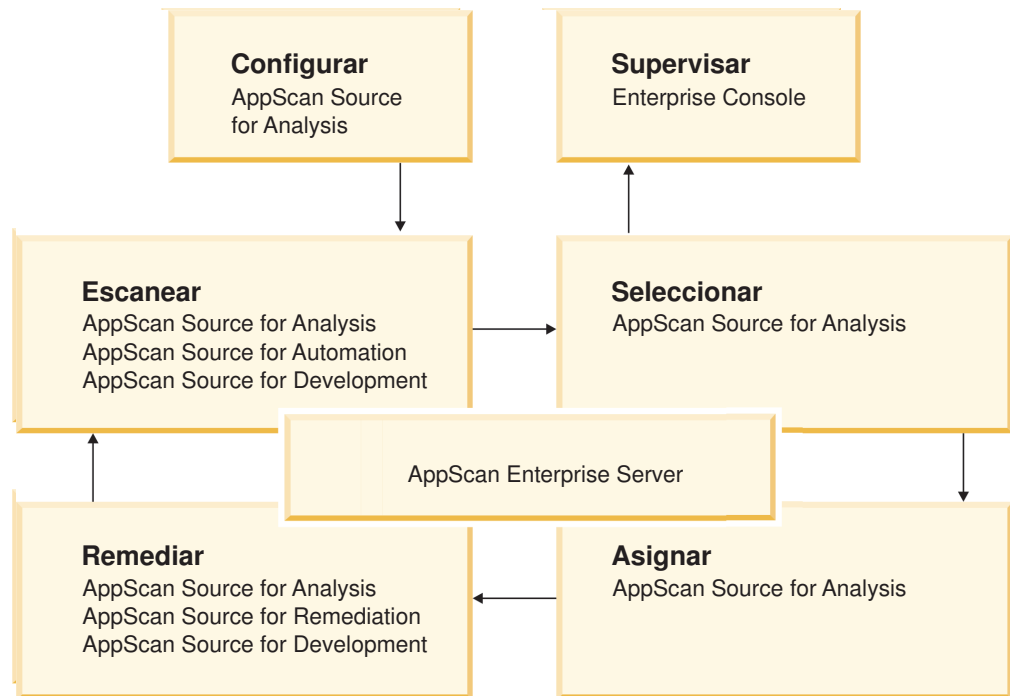 Configurar
AppScan Source
for Analysis
Supervisar
Enterprise Console
Escanear
AppScan Source for Analysis
AppScan Source for Automation
AppScan Source for Development
Seleccionar
AppScan Source for Analysis
AppScan Enterprise Server
Remediar
AppScan Source for Analysis
AppScan Source for Remediation
AppScan Source for Development
Asignar
AppScan Source for Analysis